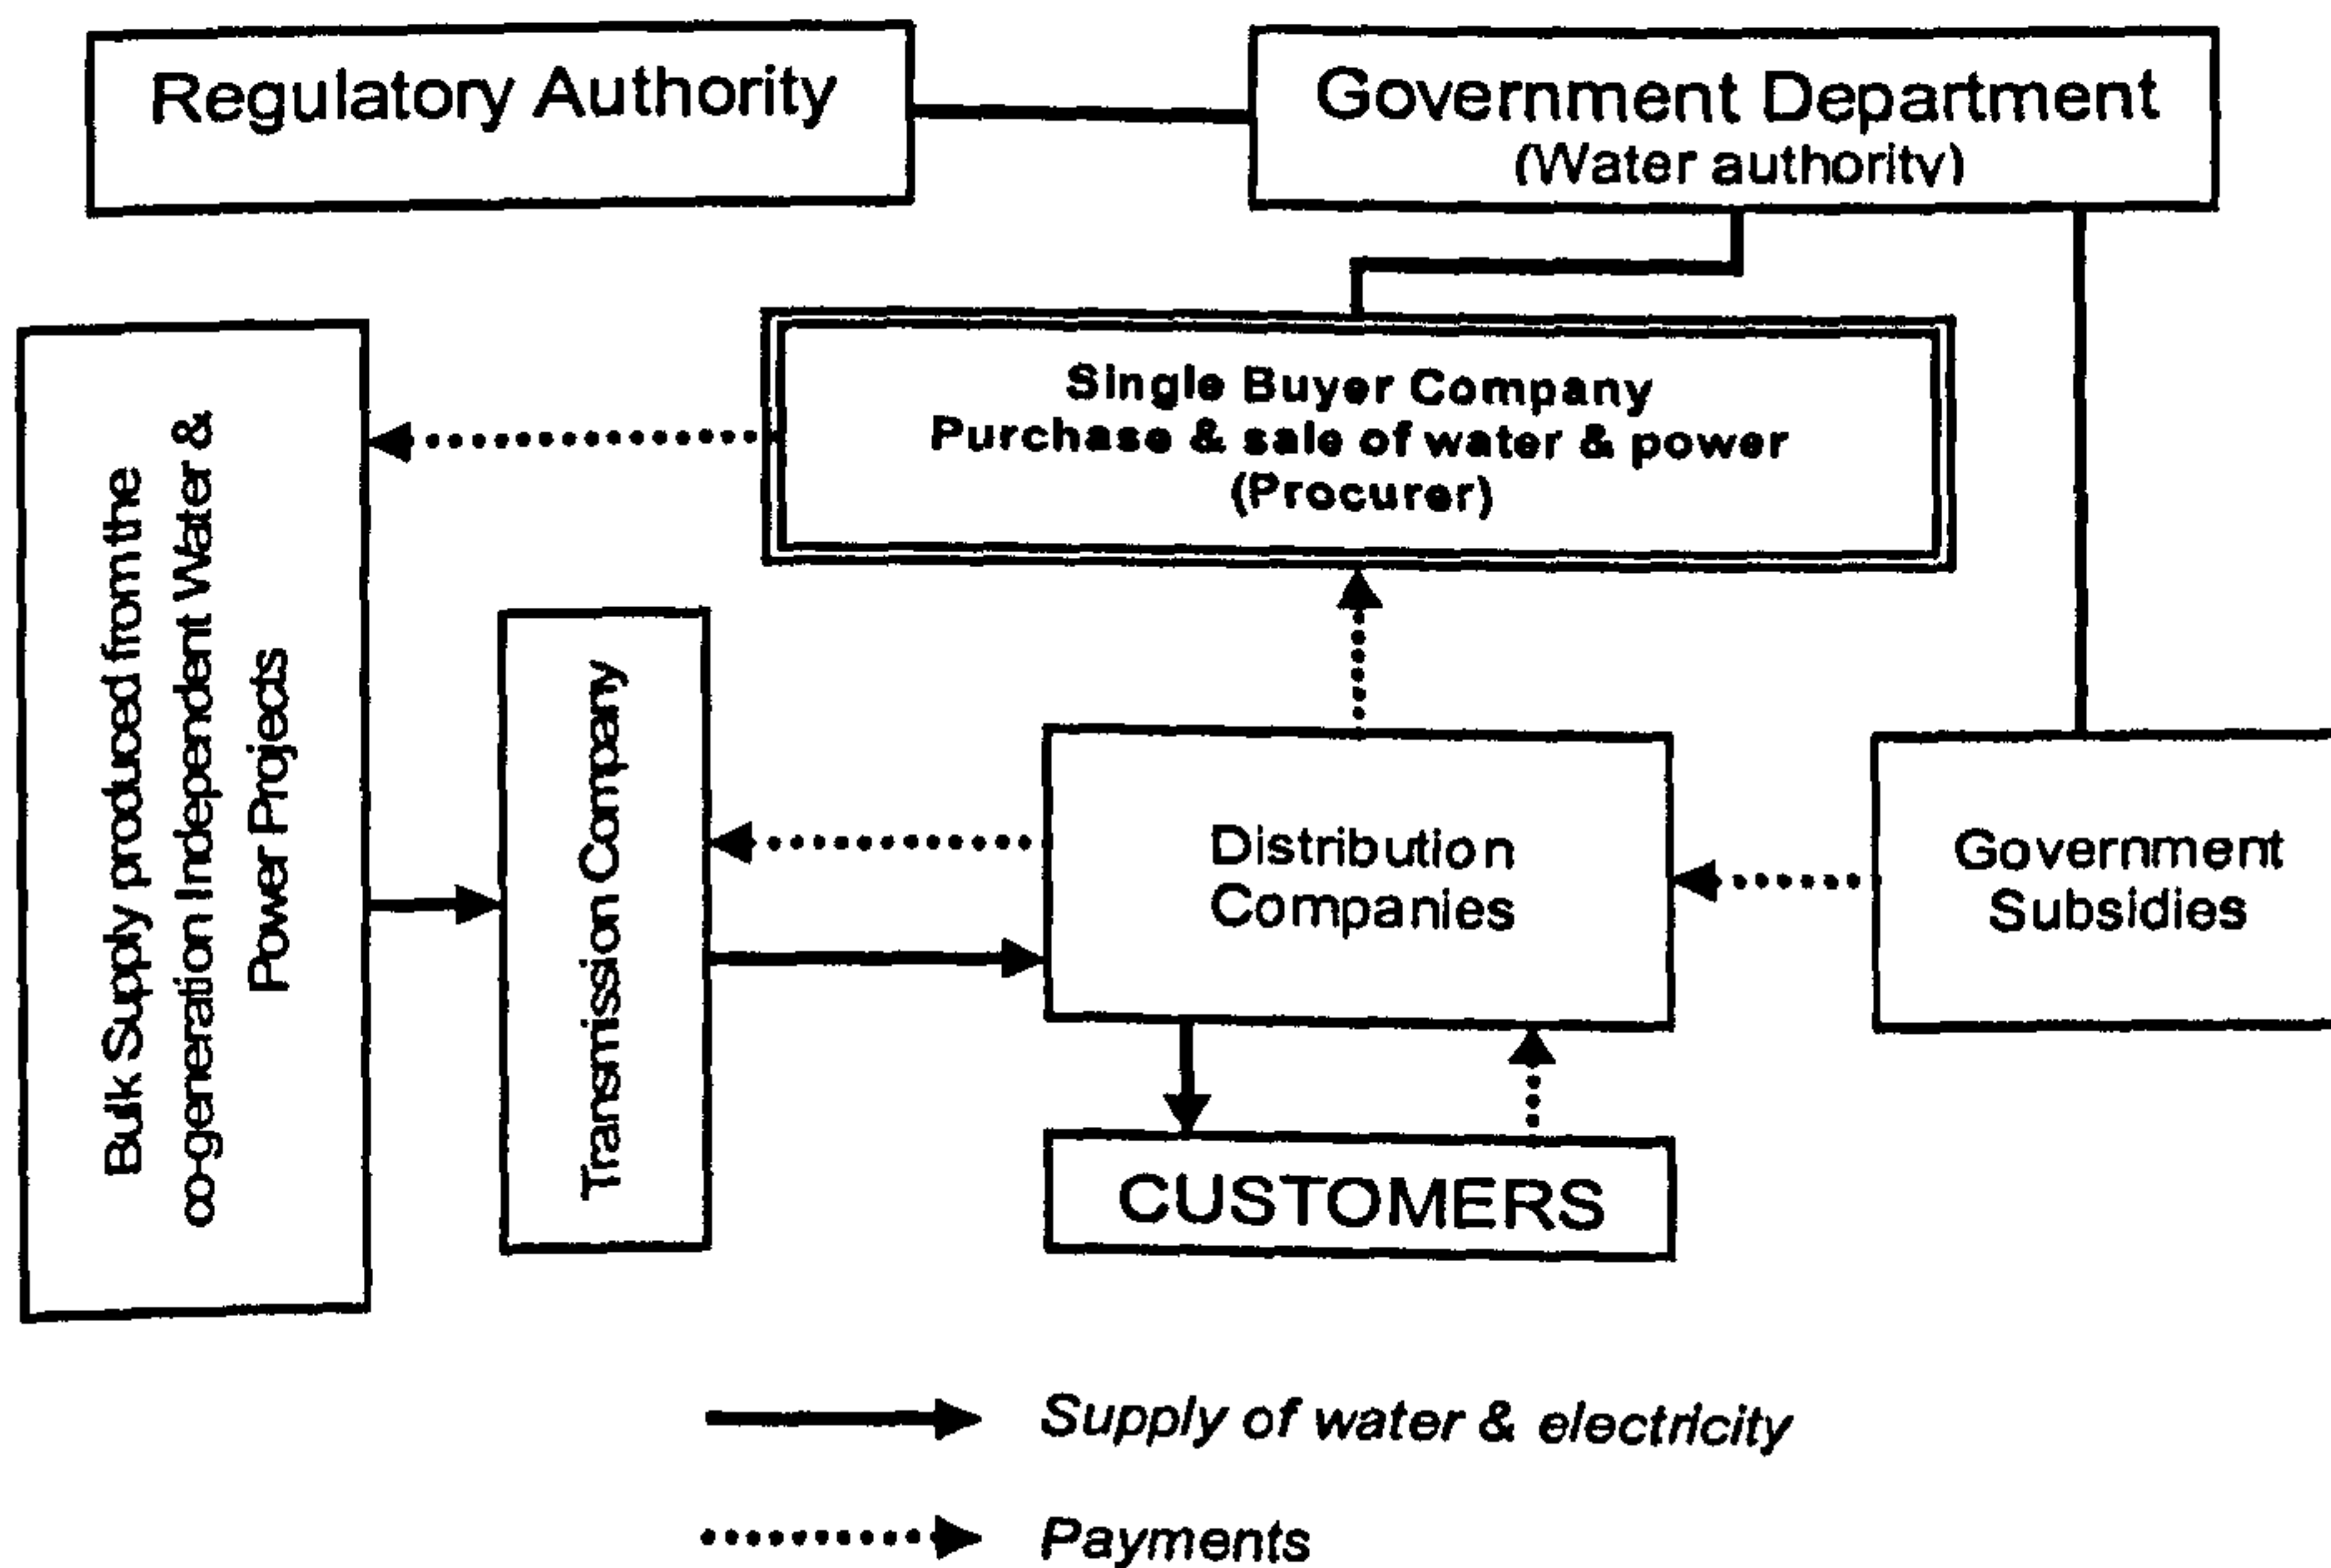 Regulatory Authority
Government Department
(Water authority)
Single Buyer Company
Purchase & sale of water & power
(Procurer)
Bulk Supply produced from the
co-generation Independent Water &
Power Projects
Transmission Company
Distribution
Companies
Government
Subsidies
CUSTOMERS
Supply of water & electricity
Payments